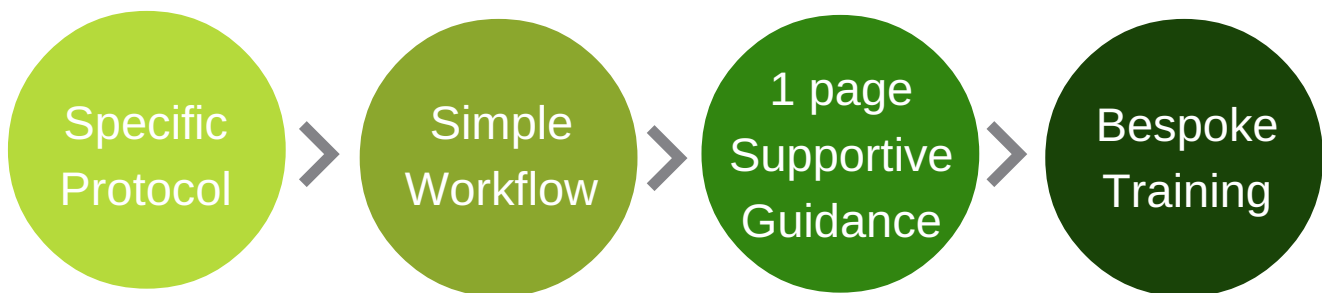 Specific
Protocol
Simple
Workflow
1 page
Supportive
Guidance
Bespoke
Training